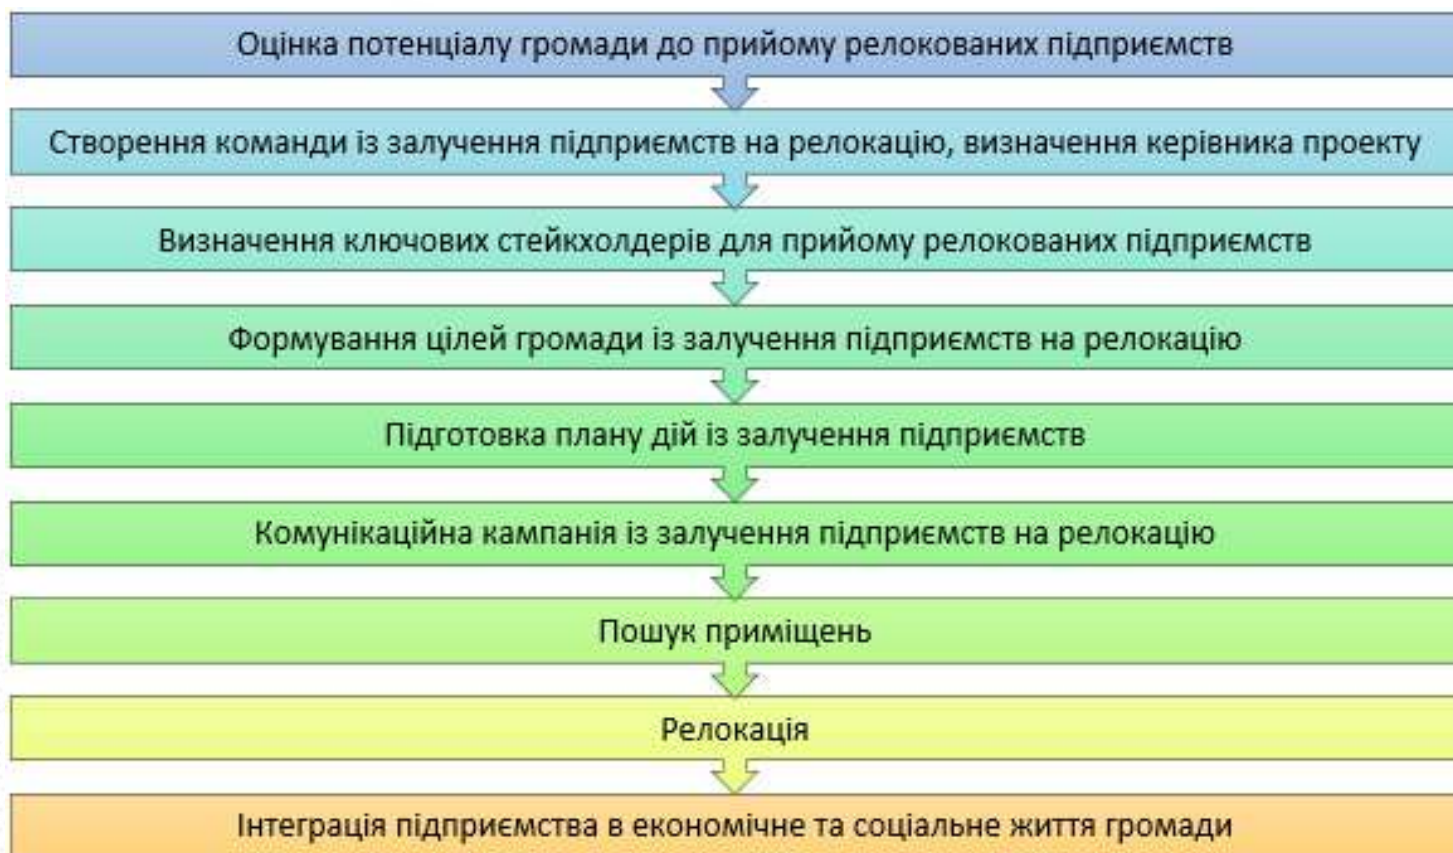 Оцінка потенціалу громади до прийому релокованих підприємств
Створення команди із залучення підприємств на релокацію, визначення керівника проекту
Визначення ключових стейкхолдерів для прийому релокованих підприємств
Формування цілей громади із залучення підприємств на релокацію
Підготовка плану дій із залучення підприємств
Комунікаційна кампанія із залучення підприємств на релокацію
Пошук приміщень
Релокація
Інтеграція підприємства в економічне та соціальне життя громади